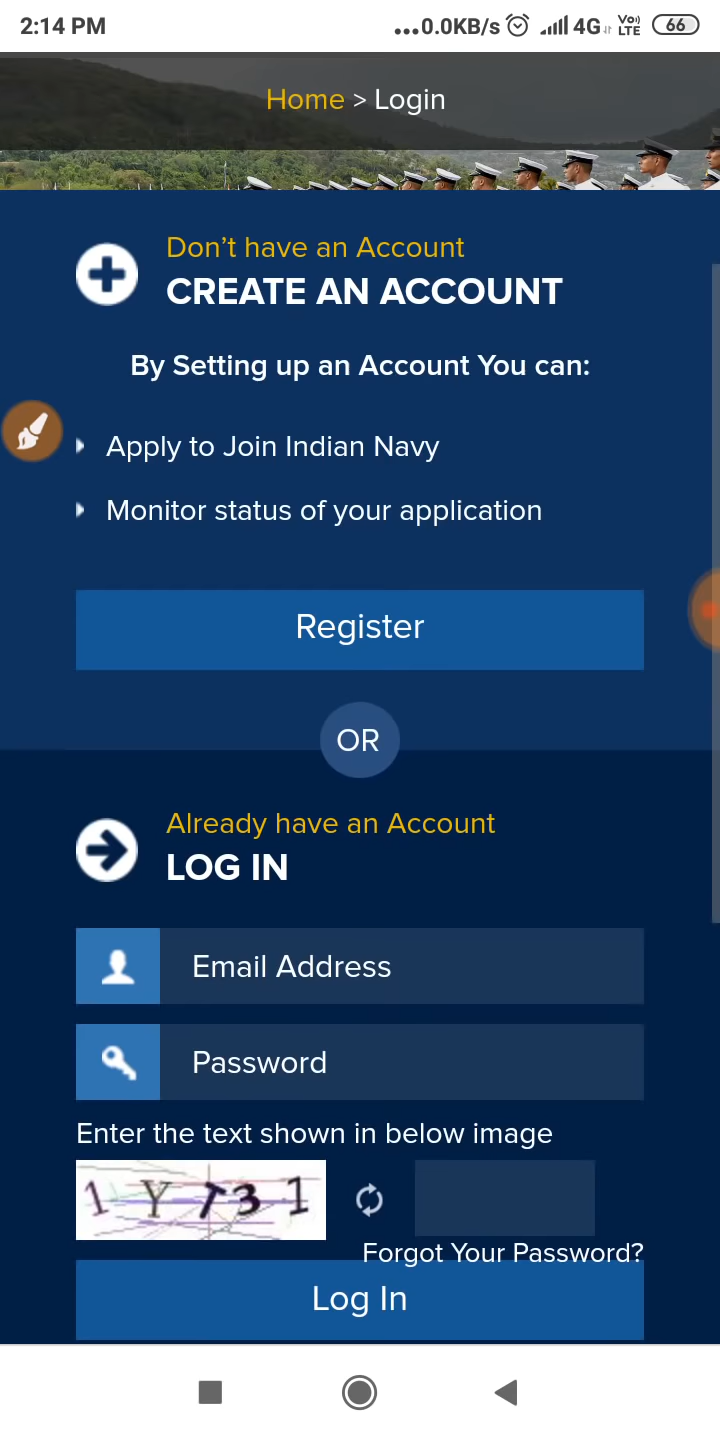 2:14 PM
...0.0KB/s 4G Vo) LTE 66
Home > Login
Don't have an Account
CREATE AN ACCOUNT
By Setting up an Account You can:
Apply to Join Indian Navy
Monitor status of your application
Register
OR
Already have an Account
LOG IN
Email Address
Password
Enter the text shown in below image
1 Y T 3 1
Forgot Your Password?
Log In